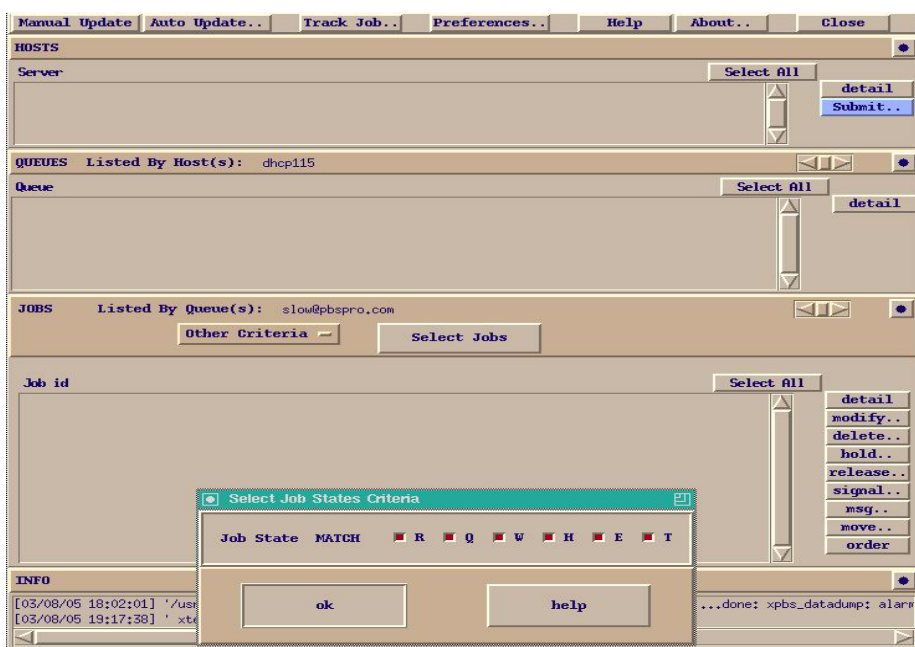 Manual Update Auto Update.. Track Job.. Preferences.. Help About.. Close
HOSTS
Server Select All
detail
Submit..
QUEUES Listed By Host(s): dhcp115
Queue Select All
detail
JOBS Listed By Queue(s): slow@pbspro.com
Other Criteria Select Jobs
Job id Select All
detail
modify..
delete..
hold..
release..
signal..
msg..
move..
order
Select Job States Criteria
Job State MATCH R Q W H E T
ok help
INFO
[03/08/05 18:02:01] '/usr ...done; xpbs_datadump: alarm
[03/08/05 19:17:38] ' xte